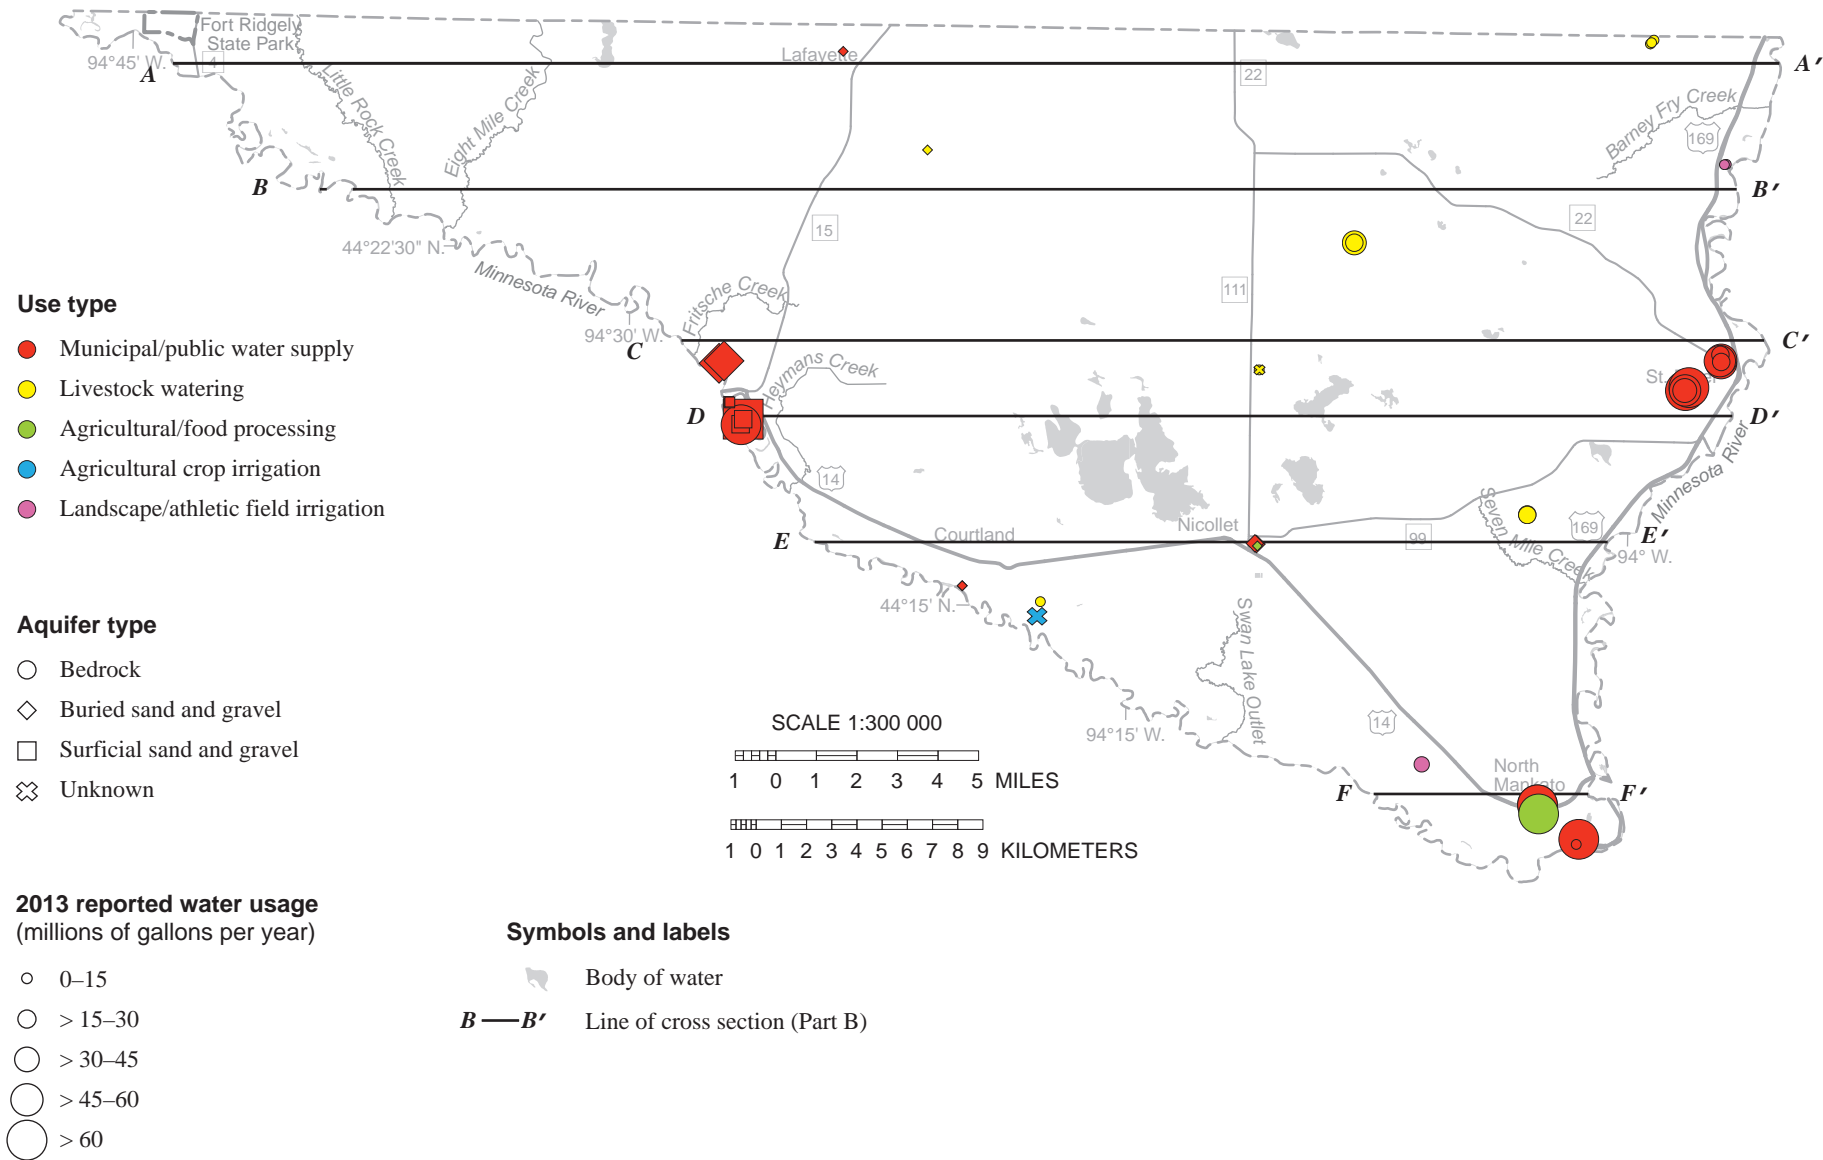 Fort Ridgely
State Park
94°45' W.
A
4
Little Rock Creek
Eight Mile Creek
Lafayette
22
A′
Barney Fry Creek
169
B
B′
15
22
44°22'30" N.
Minnesota River
111
Fritsche Creek
94°30' W.
C
C′
Heymans Creek
D
D′
14
Minnesota River
Seven Mile Creek
Nicollet
Courtland
99
169
E
E′
94° W.
44°15' N.
Swan Lake Outlet
94°15' W.
14
North
Mankato
F
F′
Use type
Municipal/public water supply
Livestock watering
Agricultural/food processing
Agricultural crop irrigation
Landscape/athletic field irrigation
Aquifer type
Bedrock
Buried sand and gravel
Surficial sand and gravel
Unknown
SCALE 1:300 000
1 0 1 2 3 4 5 MILES
1 0 1 2 3 4 5 6 7 8 9 KILOMETERS
2013 reported water usage
(millions of gallons per year)
0–15
> 15–30
> 30–45
> 45–60
> 60
Symbols and labels
Body of water
B B′ Line of cross section (Part B)
St.